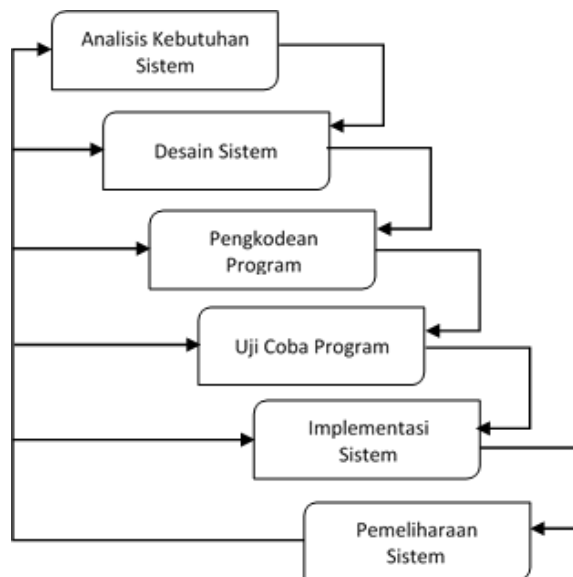 Analisis Kebutuhan
Sistem
Desain Sistem
Pengkodean
Program
Uji Coba Program
Implementasi
Sistem
Pemeliharaan
Sistem